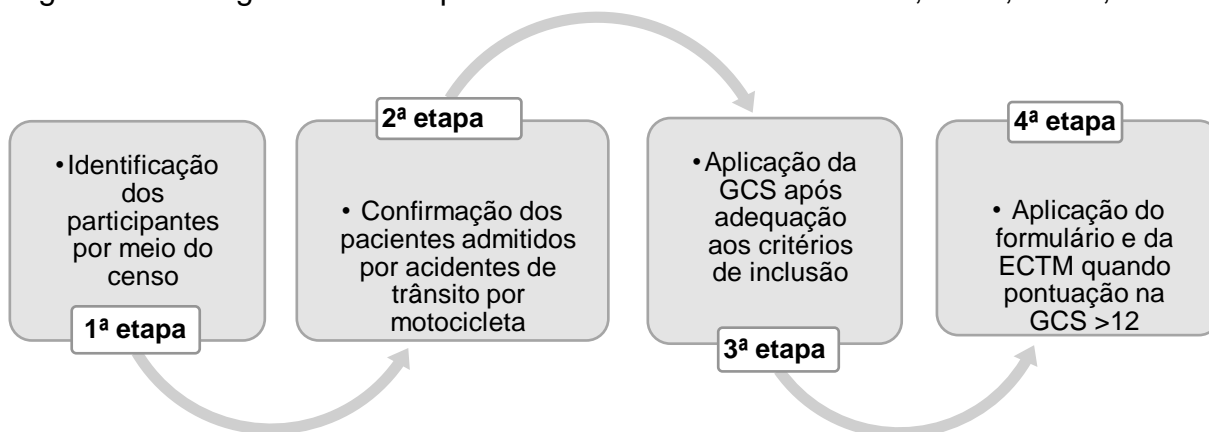 •Identificação
dos
participantes
por meio do
censo
1ª etapa
2ª etapa
• Confirmação dos
pacientes admitidos
por acidentes de
trânsito por
motocicleta
•Aplicação da
GCS após
adequação
aos critérios
de inclusão
3ª etapa
4ª etapa
• Aplicação do
formulário e da
ECTM quando
pontuação na
GCS >12